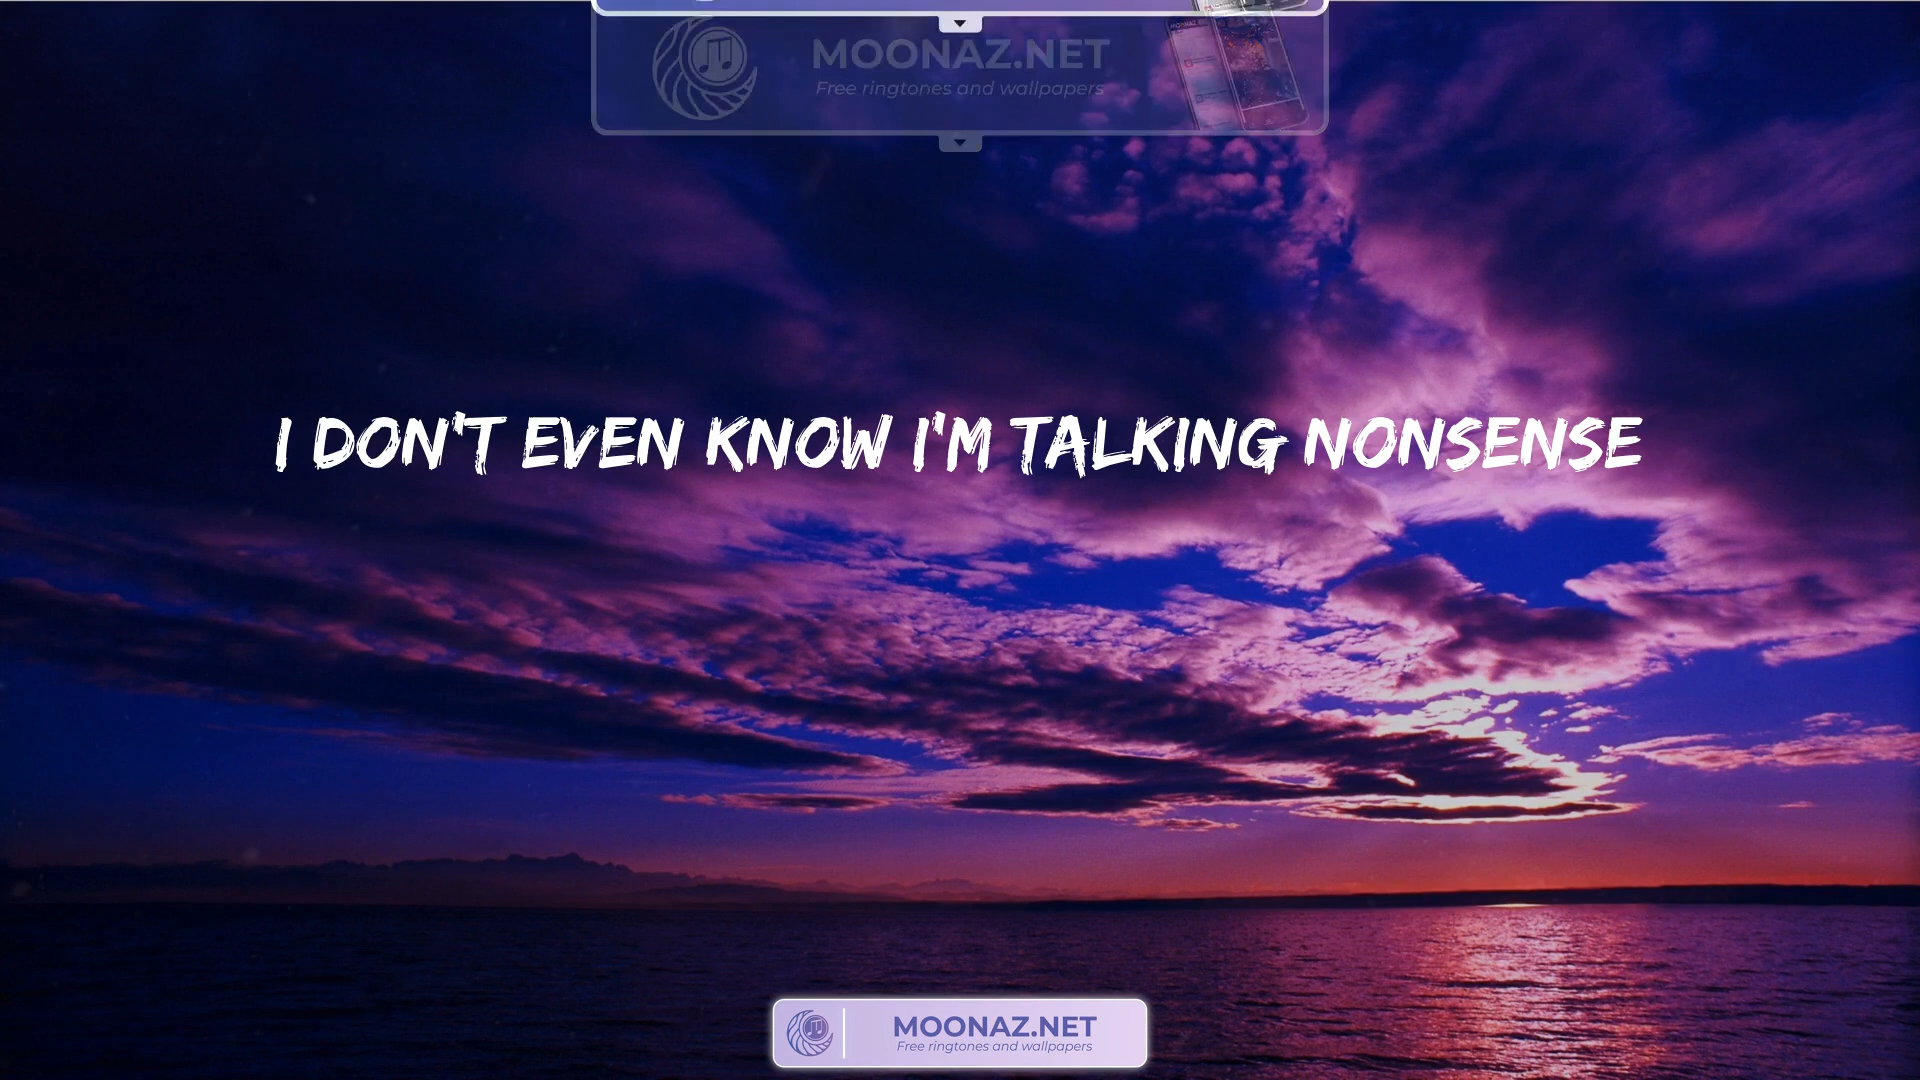 MOONAZ.NET
Free ringtones and wallpapers
I DON'T EVEN KNOW I'M TALKING NONSENSE
MOONAZ.NET
Free ringtones and wallpapers